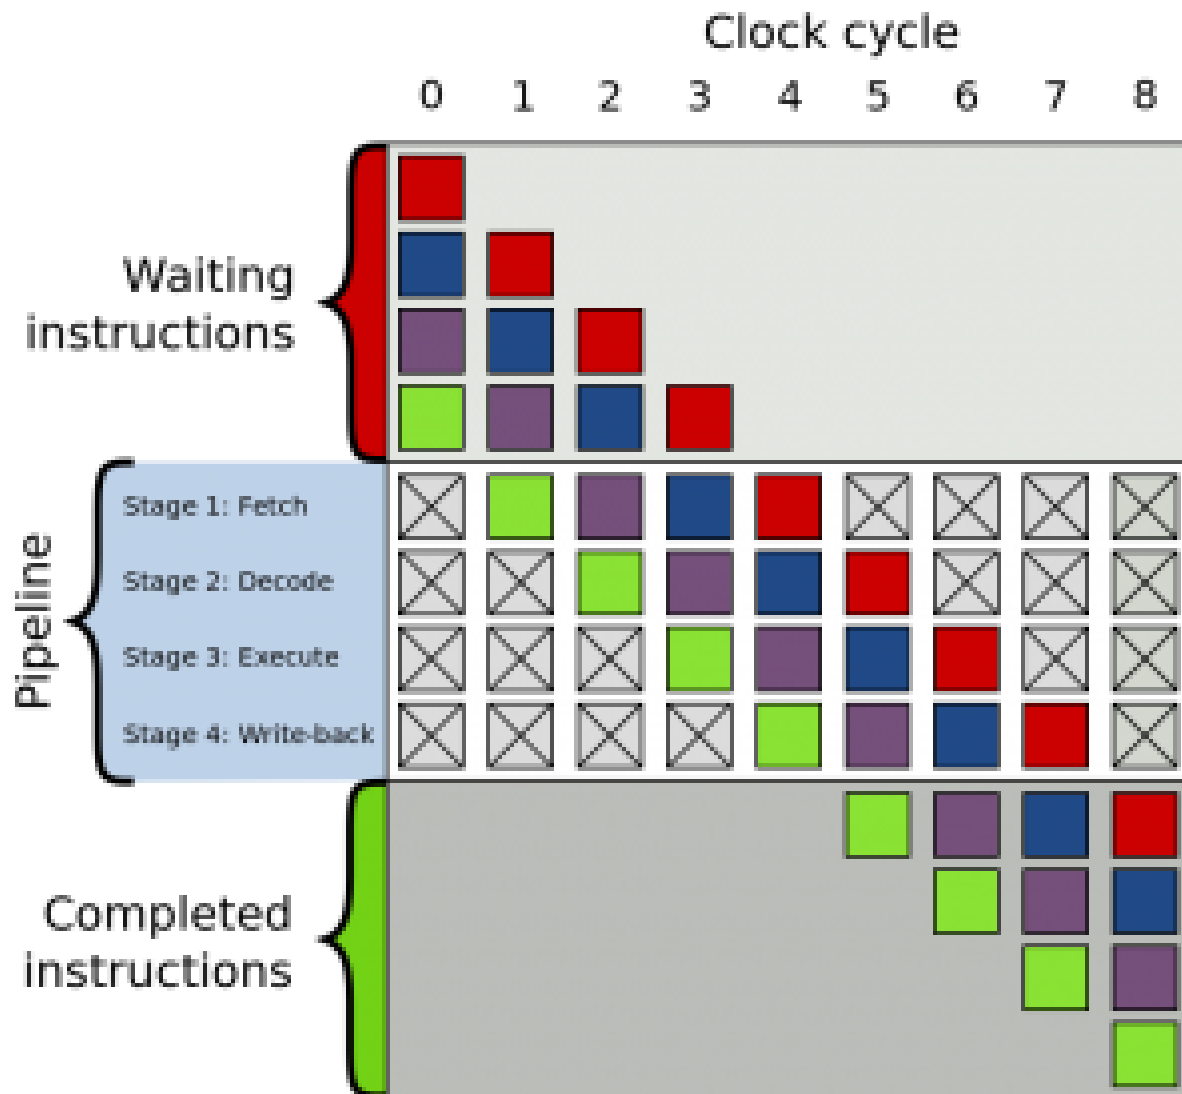 Clock cycle
0 1 2 3 4 5 6 7 8
Waiting
instructions
Pipeline
Stage 1: Fetch
Stage 2: Decode
Stage 3: Execute
Stage 4: Write-back
Completed
instructions